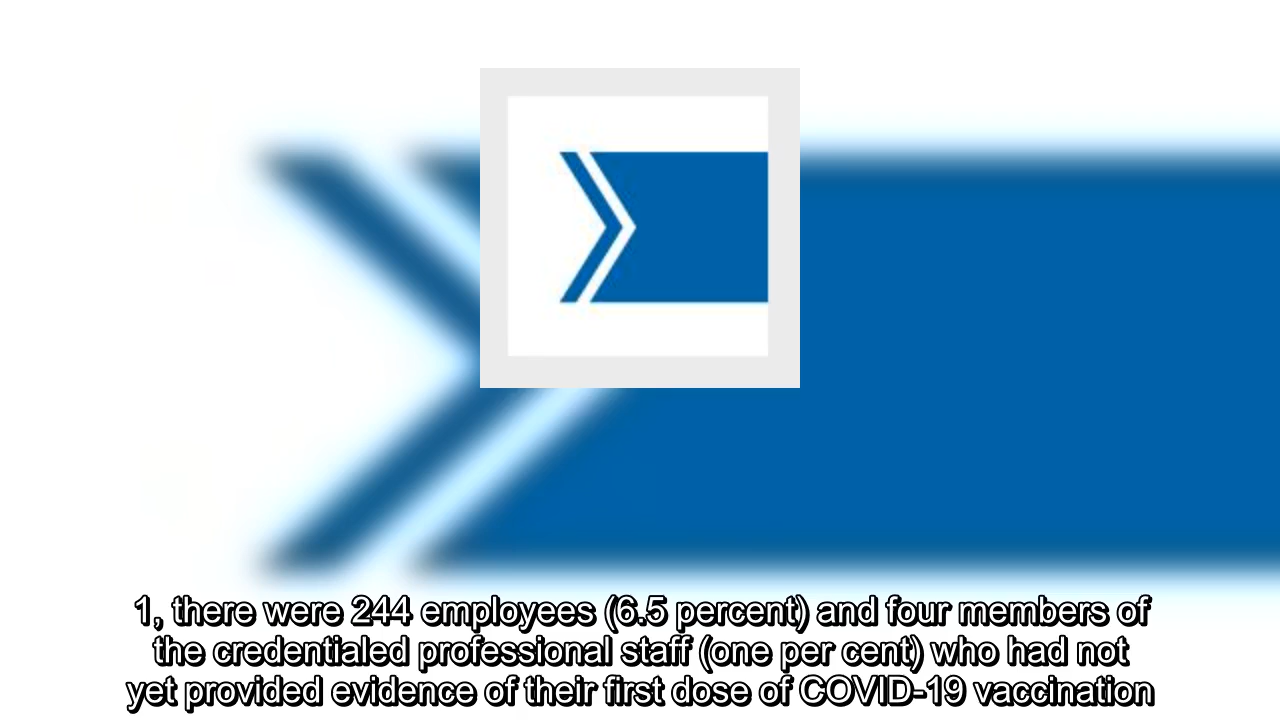 1, there were 244 employees (6.5 percent) and four members of
the credentialed professional staff (one per cent) who had not
yet provided evidence of their first dose of COVID-19 vaccination